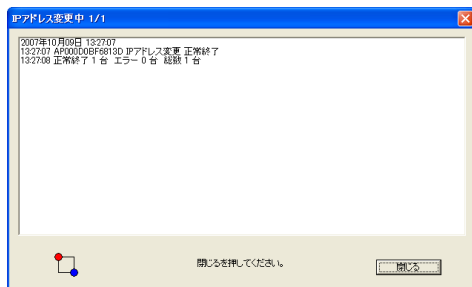 IPアドレス変更中 1/1
2007年10月09日 13:27:07
13:27:07 AP000D0BF6813D IPアドレス変更 正常終了
13:27:08 正常終了 1 台 エラー 0 台 総数 1 台
閉じるを押してください。
閉じる